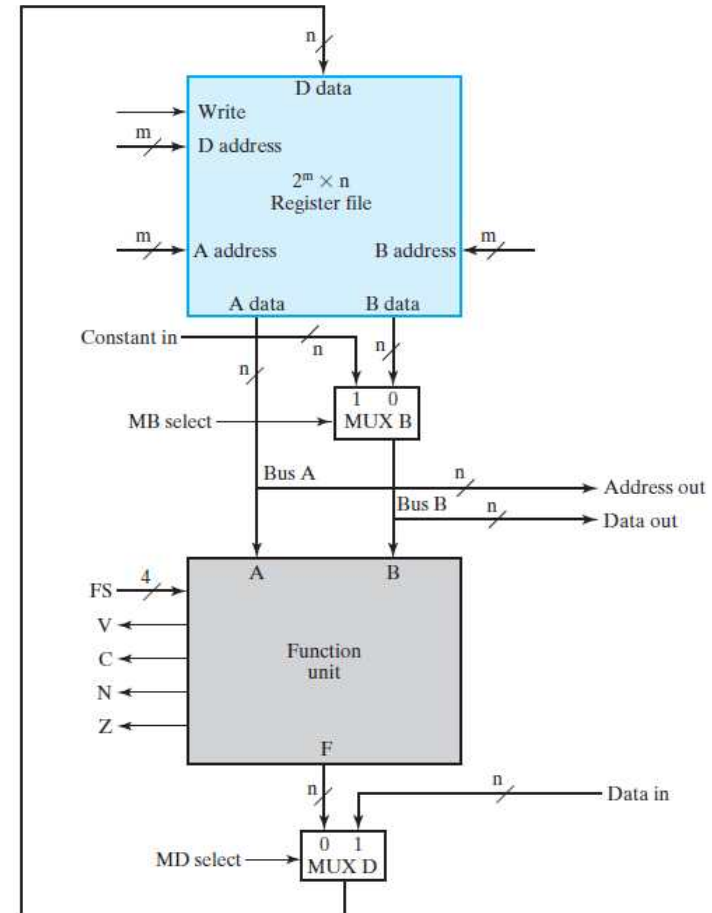 n
D data
Write
m
D address
2ᵐ × n
Register file
m
A address
B address
m
A data
B data
Constant in
n
n
n
1 0
MB select
MUX B
Bus A
n
Address out
Bus B
n
Data out
A
B
FS
4
V
Function
unit
C
N
Z
F
n
n
Data in
0 1
MD select
MUX D